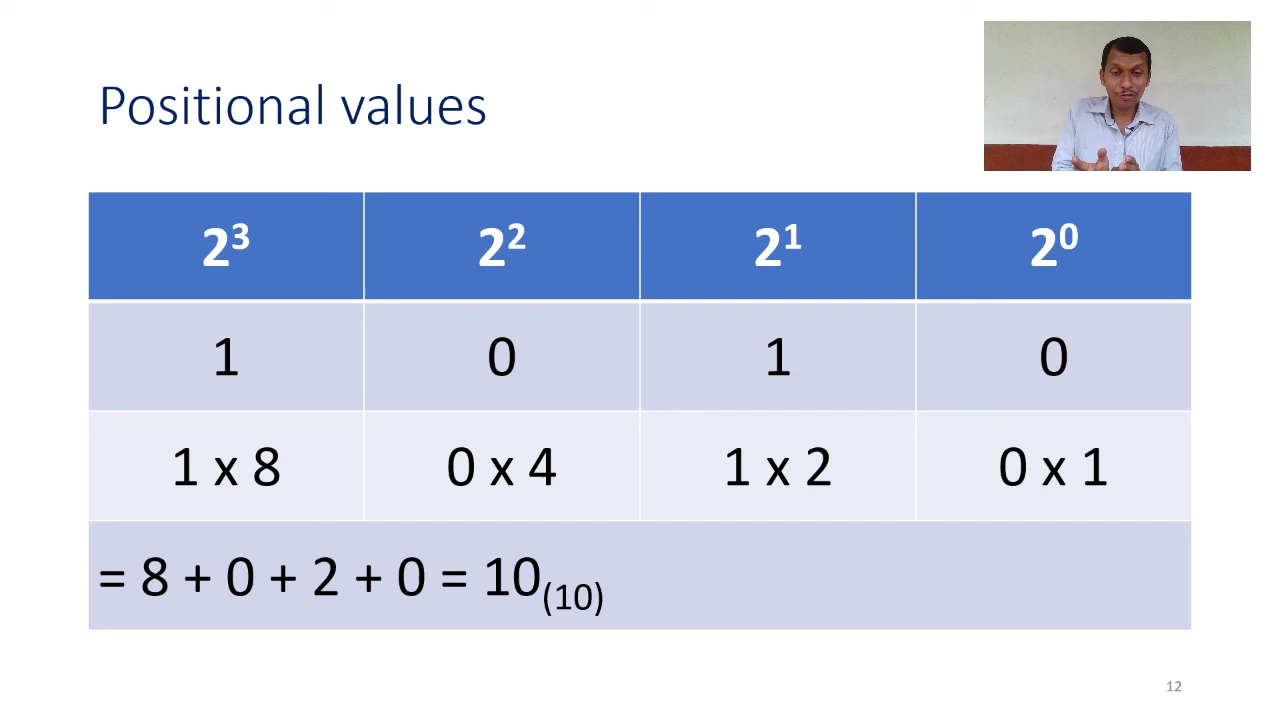 Positional values
2³ 2² 2¹ 2⁰
1 0 1 0
1 x 8 0 x 4 1 x 2 0 x 1
= 8 + 0 + 2 + 0 = 10₍₁₀₎
12